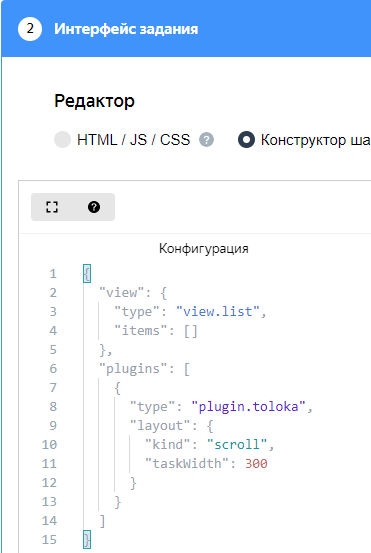 2 Интерфейс задания
Редактор
HTML / JS / CSS ? Конструктор ша
?
Конфигурация
1 {
2 "view": {
3 "type": "view.list",
4 "items": []
5 },
6 "plugins": [
7 {
8 "type": "plugin.toloka",
9 "layout": {
10 "kind": "scroll",
11 "taskWidth": 300
12 }
13 }
14 ]
15 }